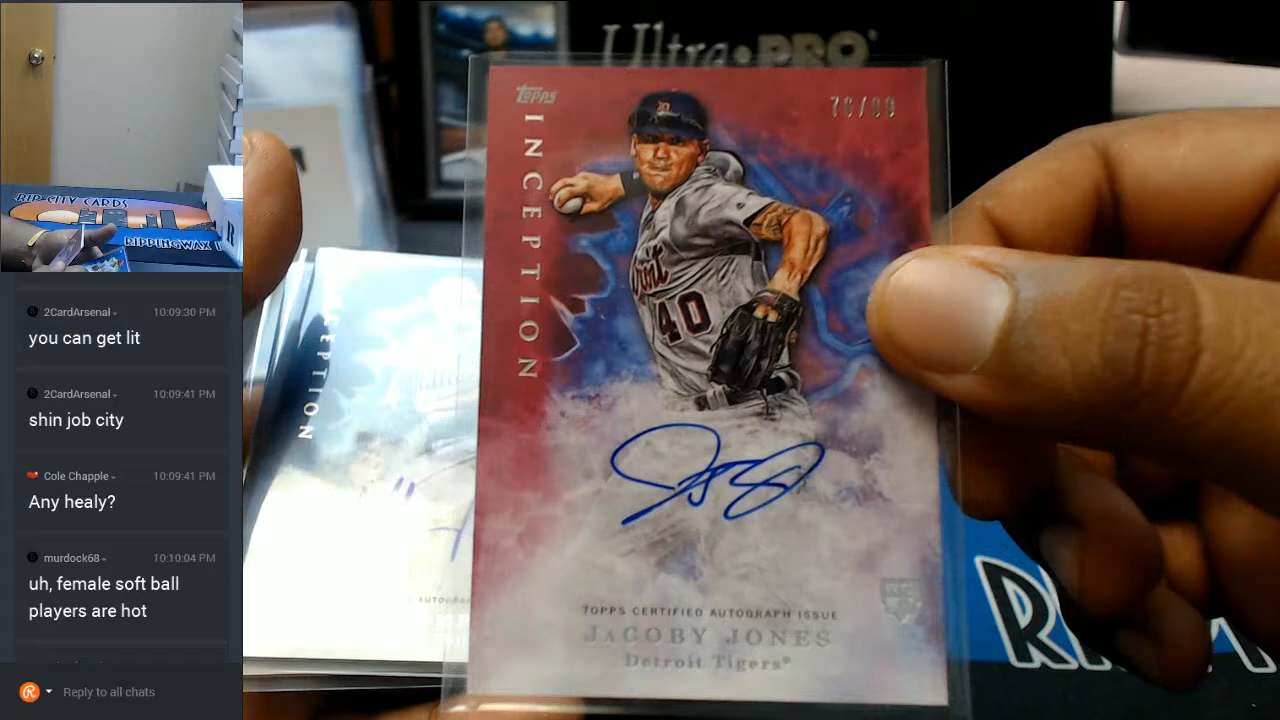 RIP CITY CARDS
RIPPINGWAX
2CardArsenal 10:09:30 PM
you can get lit
2CardArsenal 10:09:41 PM
shin job city
Cole Chapple 10:09:41 PM
Any healy?
murdock68 10:10:04 PM
uh, female soft ball
players are hot
Reply to all chats
Ultra•PRO
Topps
76/99
INCEPTION
40
TOPPS CERTIFIED AUTOGRAPH ISSUE
JACOBY JONES
Detroit Tigers®